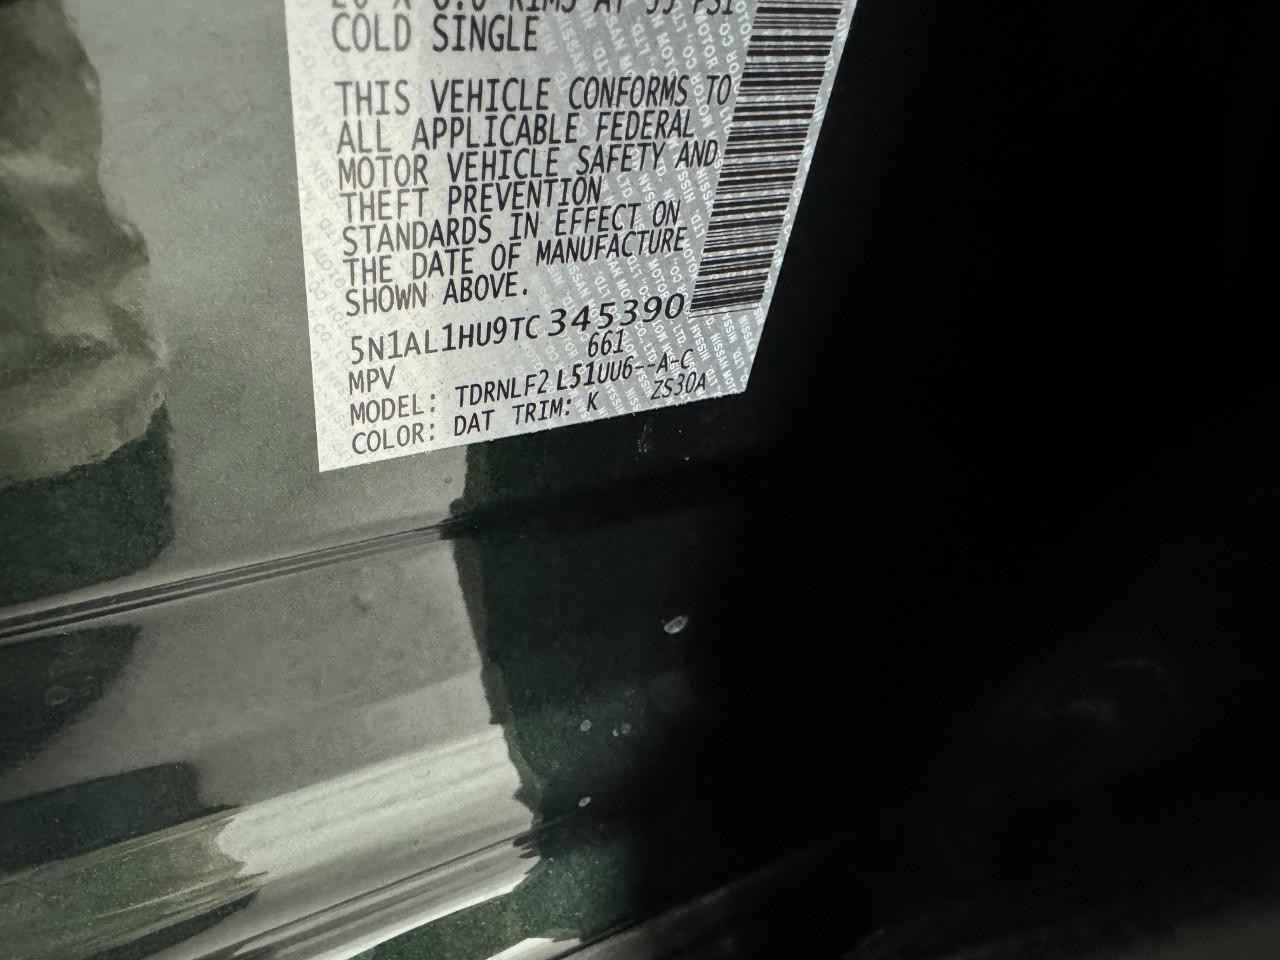 COLD SINGLE
THIS VEHICLE CONFORMS TO
ALL APPLICABLE FEDERAL
MOTOR VEHICLE SAFETY AND
THEFT PREVENTION
STANDARDS IN EFFECT ON
THE DATE OF MANUFACTURE
SHOWN ABOVE.
5N1AL1HU9TC345390
661
MPV
MODEL: TDRNLF2 L51UU6--A-C
COLOR: DAT TRIM: K ZS30A